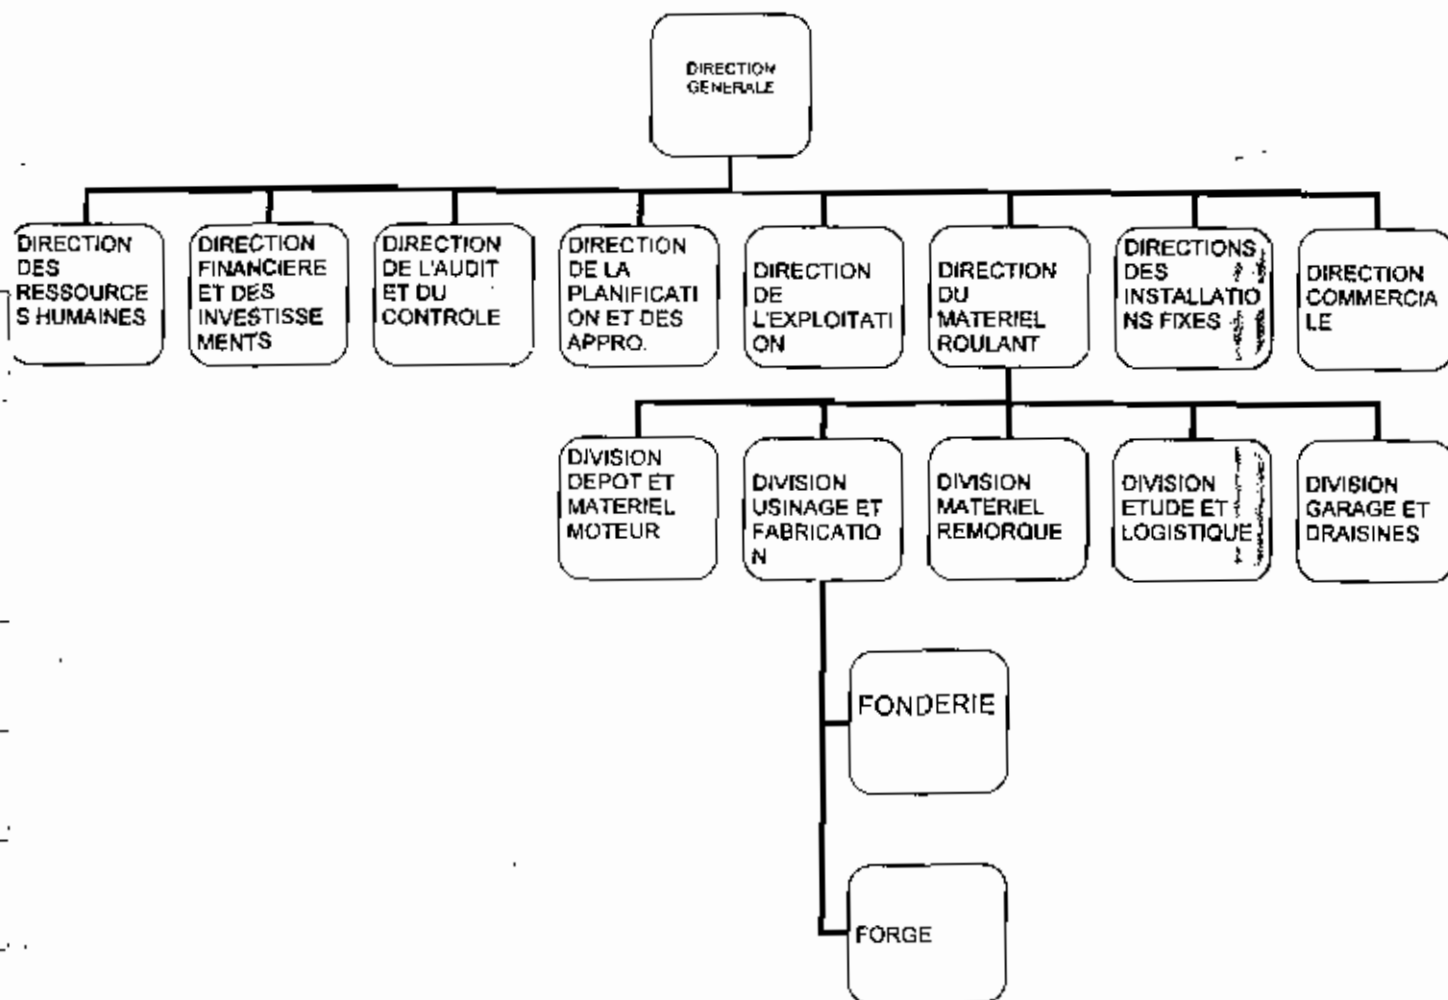 DIRECTION
GENERALE
DIRECTION
DES
RESSOURCE
S HUMAINES
DIRECTION
FINANCIERE
ET DES
INVESTISSE
MENTS
DIRECTION
DE L'AUDIT
ET DU
CONTROLE
DIRECTION
DE LA
PLANIFICATI
ON ET DES
APPRO.
DIRECTION
DE
L'EXPLOITATI
ON
DIRECTION
DU
MATERIEL
ROULANT
DIRECTIONS
DES
INSTALLATIO
NS FIXES
DIRECTION
COMMERCIA
LE
DIVISION
DEPOT ET
MATERIEL
MOTEUR
DIVISION
USINAGE ET
FABRICATIO
N
DIVISION
MATERIEL
REMORQUE
DIVISION
ETUDE ET
LOGISTIQUE
DIVISION
GARAGE ET
DRAISINES
FONDERIE
FORGE